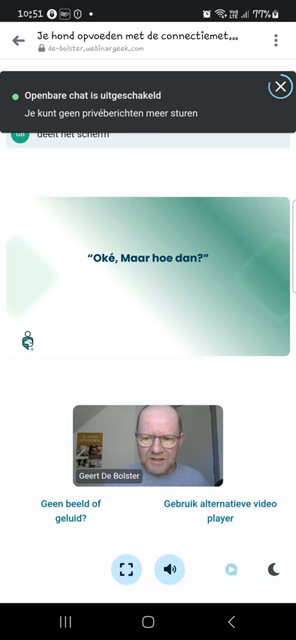 10:51
77%
Je hond opvoeden met de connectiemet...
de-bolster.webinargeek.com
Openbare chat is uitgeschakeld
Je kunt geen privéberichten meer sturen
GB deelt het scherm
“Oké, Maar hoe dan?”
Geert De Bolster
Geen beeld of
geluid?
Gebruik alternatieve video
player